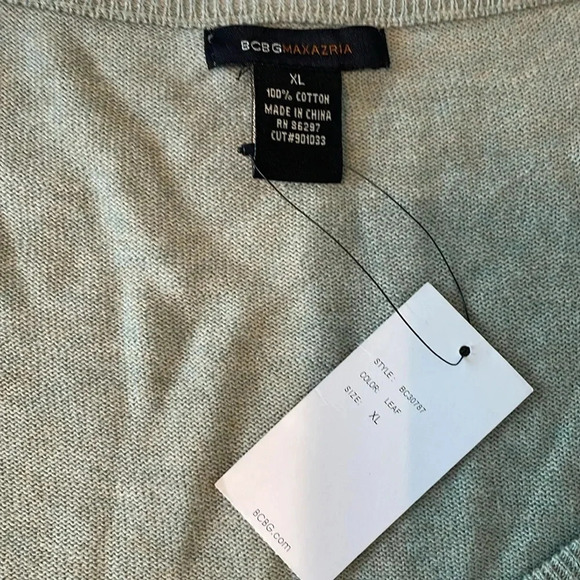 BCBGMAXAZRIA
XL
100% COTTON
MADE IN CHINA
RN 86297
CUT#901033
STYLE: BC30787
COLOR: LEAF
SIZE: XL
BCBG.com